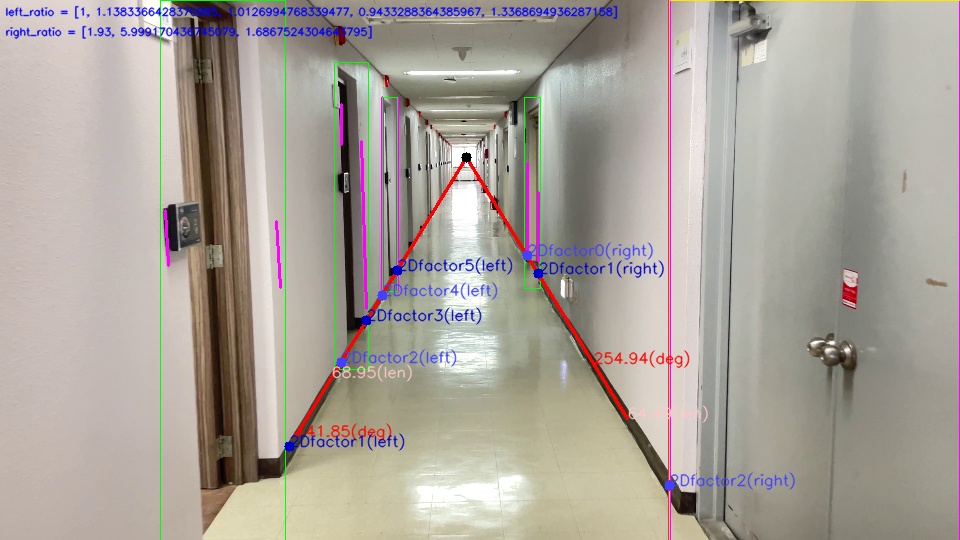 left_ratio = [1, 1.1383366428379385, 1.0126994768339477, 0.9433288364385967, 1.3368694936287158]
right_ratio = [1.93, 5.999170436745079, 1.6867524304643795]
2Dfactor0(right)
2Dfactor5(left)
2Dfactor1(right)
2Dfactor4(left)
2Dfactor3(left)
2Dfactor2(left)
254.94(deg)
68.95(len)
41.85(deg)
2Dfactor1(left)
2Dfactor2(right)